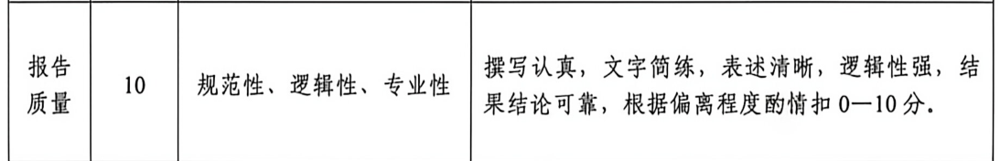 报告
质量
10
规范性、逻辑性、专业性
撰写认真，文字简练，表述清晰，逻辑性强，结
果结论可靠，根据偏离程度酌情扣 0—10 分。